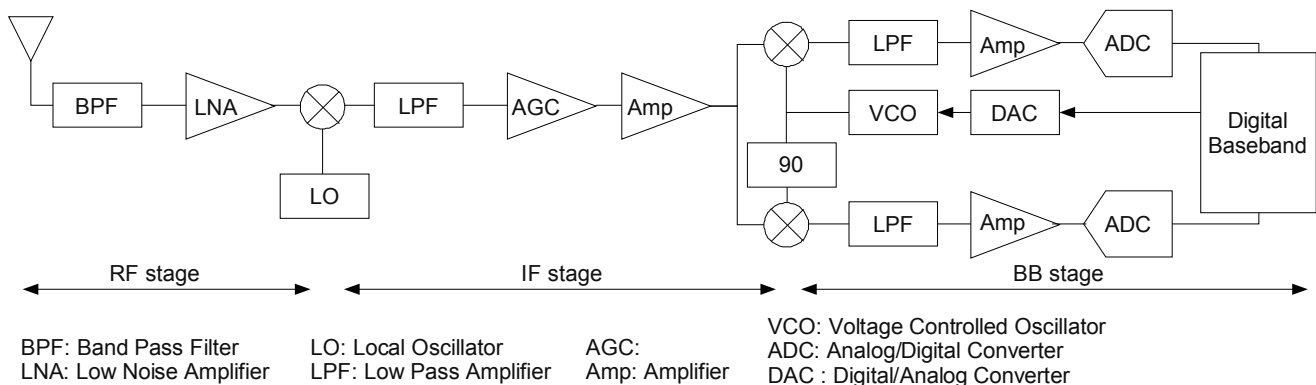 LPF
Amp
ADC
BPF
LNA
LPF
AGC
Amp
VCO
DAC
Digital
Baseband
90
LO
LPF
Amp
ADC
RF stage
IF stage
BB stage
BPF: Band Pass Filter
LNA: Low Noise Amplifier
LO: Local Oscillator
LPF: Low Pass Amplifier
AGC:
Amp: Amplifier
VCO: Voltage Controlled Oscillator
ADC: Analog/Digital Converter
DAC : Digital/Analog Converter